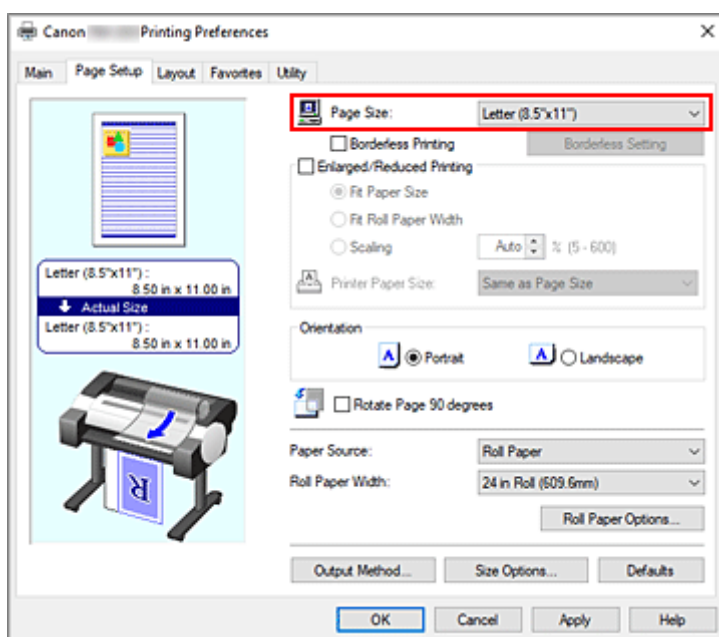 Canon Printing Preferences
Main Page Setup Layout Favorites Utility
Page Size: Letter (8.5"x11")
Borderless Printing Borderless Setting
Enlarged/Reduced Printing
Fit Paper Size
Fit Roll Paper Width
Scaling Auto % (5 - 600)
Printer Paper Size: Same as Page Size
Letter (8.5"x11") :
8.50 in x 11.00 in
Actual Size
Letter (8.5"x11") :
8.50 in x 11.00 in
Orientation
A Portrait A Landscape
Rotate Page 90 degrees
Paper Source: Roll Paper
Roll Paper Width: 24 in Roll (609.6mm)
Roll Paper Options...
R
Output Method... Size Options... Defaults
OK Cancel Apply Help